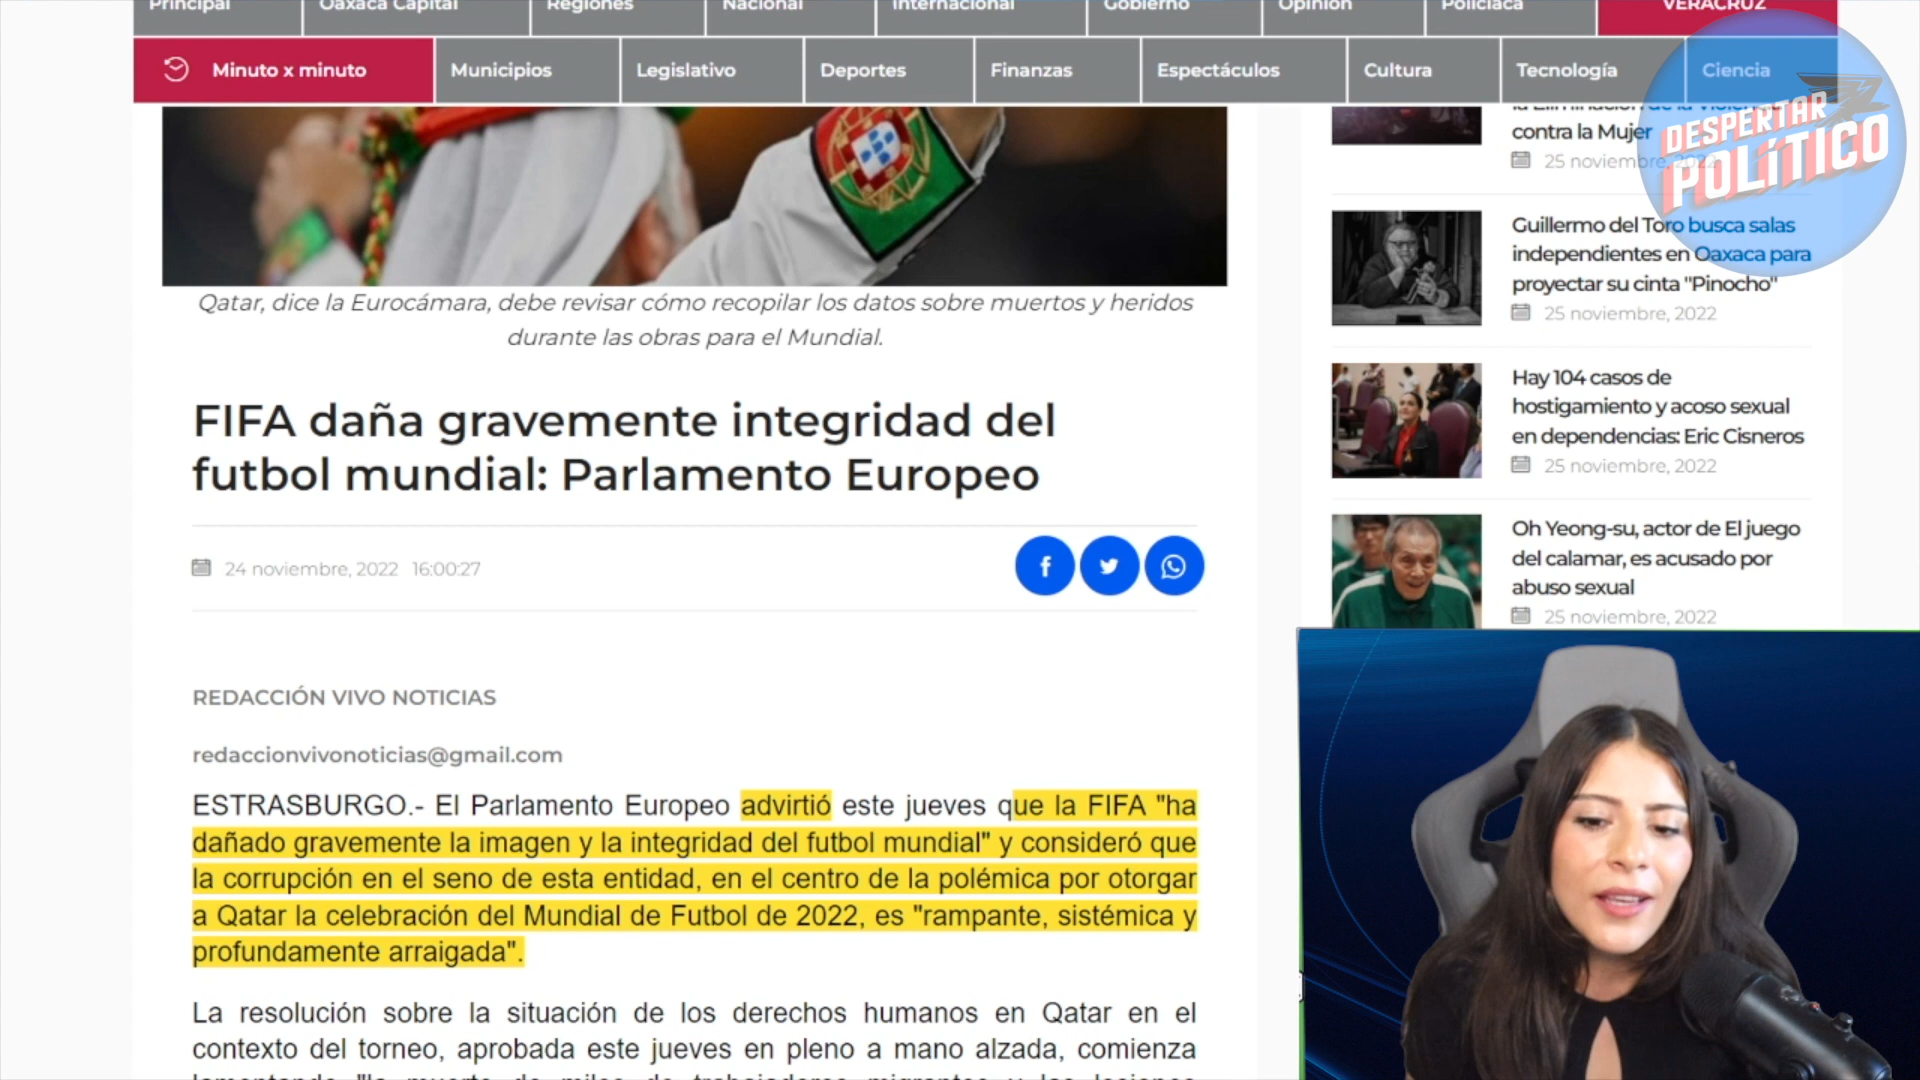 Principal Oaxaca Capital Regiones Nacional Internacional Gobierno Opinión Policiaca VERACRUZ
Minuto x minuto Municipios Legislativo Deportes Finanzas Espectáculos Cultura Tecnología Ciencia
DESPERTAR
POLÍTICO
Qatar, dice la Eurocámara, debe revisar cómo recopilar los datos sobre muertos y heridos
durante las obras para el Mundial.
FIFA daña gravemente integridad del
futbol mundial: Parlamento Europeo
24 noviembre, 2022 16:00:27
REDACCIÓN VIVO NOTICIAS
redaccionvivonoticias@gmail.com
ESTRASBURGO.- El Parlamento Europeo advirtió este jueves que la FIFA "ha
dañado gravemente la imagen y la integridad del futbol mundial" y consideró que
la corrupción en el seno de esta entidad, en el centro de la polémica por otorgar
a Qatar la celebración del Mundial de Futbol de 2022, es "rampante, sistémica y
profundamente arraigada".
La resolución sobre la situación de los derechos humanos en Qatar en el
contexto del torneo, aprobada este jueves en pleno a mano alzada, comienza
la Eliminación de la Violencia
contra la Mujer
25 noviembre, 2022
Guillermo del Toro busca salas
independientes en Oaxaca para
proyectar su cinta "Pinocho"
25 noviembre, 2022
Hay 104 casos de
hostigamiento y acoso sexual
en dependencias: Eric Cisneros
25 noviembre, 2022
Oh Yeong-su, actor de El juego
del calamar, es acusado por
abuso sexual
25 noviembre, 2022